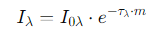 I_λ = I_{0λ} · e^{-τ_λ·m}